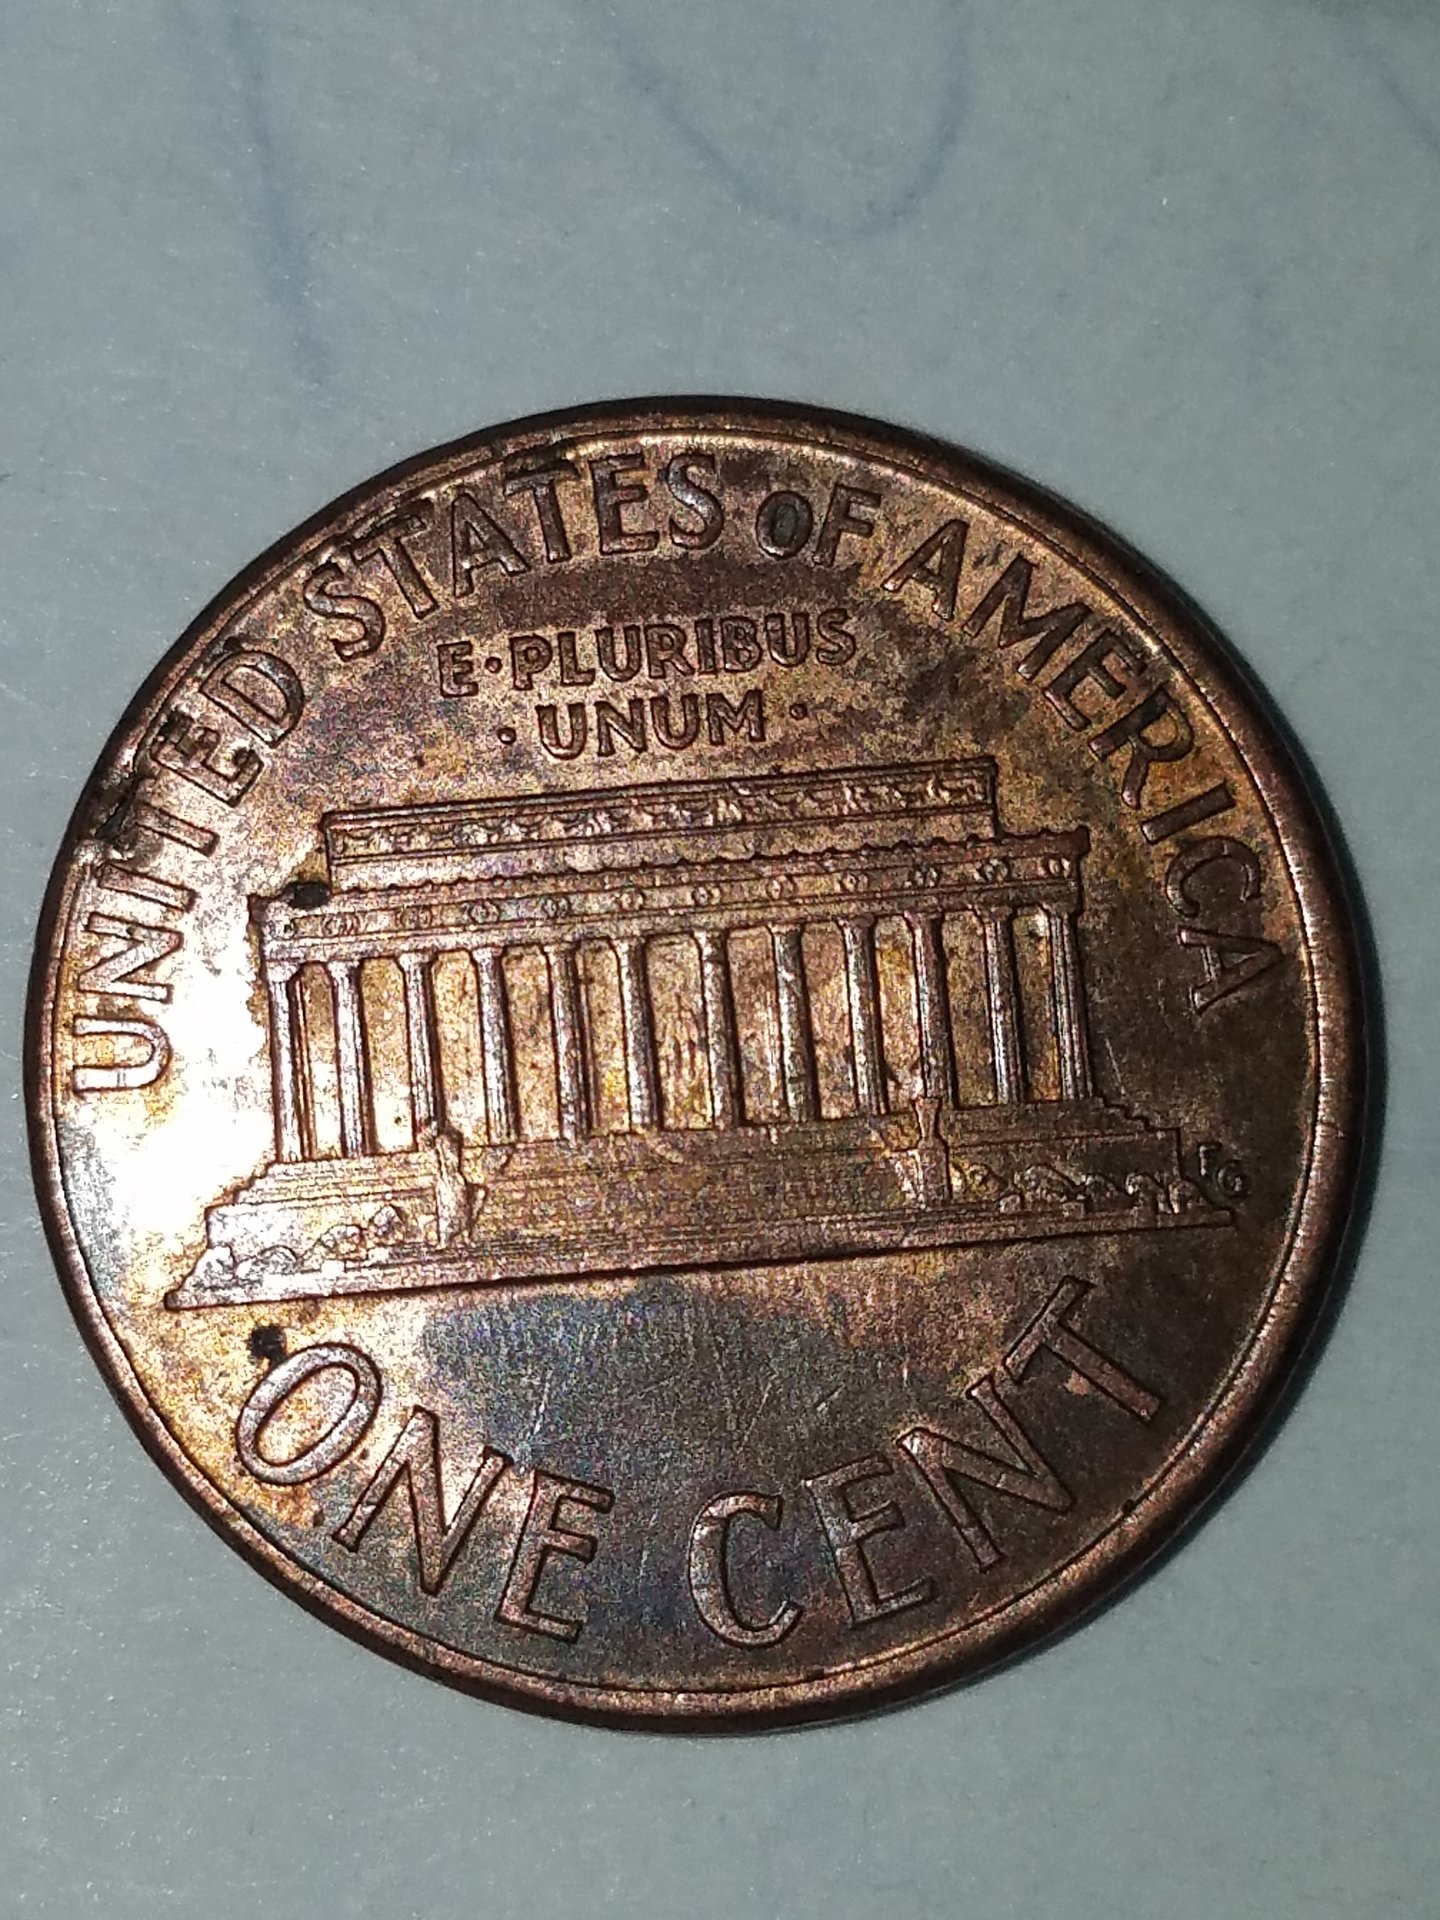 UNITED STATES OF AMERICA
E·PLURIBUS
·UNUM·
FG
ONE CENT